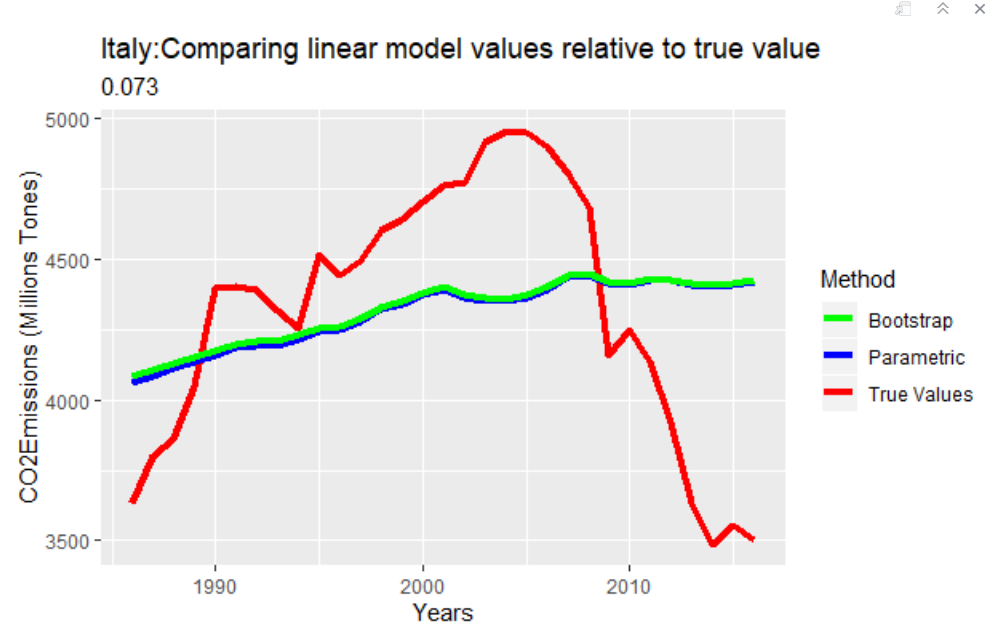 Italy:Comparing linear model values relative to true value
0.073
5000
4500
4000
3500
CO2Emissions (Millions Tones)
1990
2000
2010
Years
Method
Bootstrap
Parametric
True Values